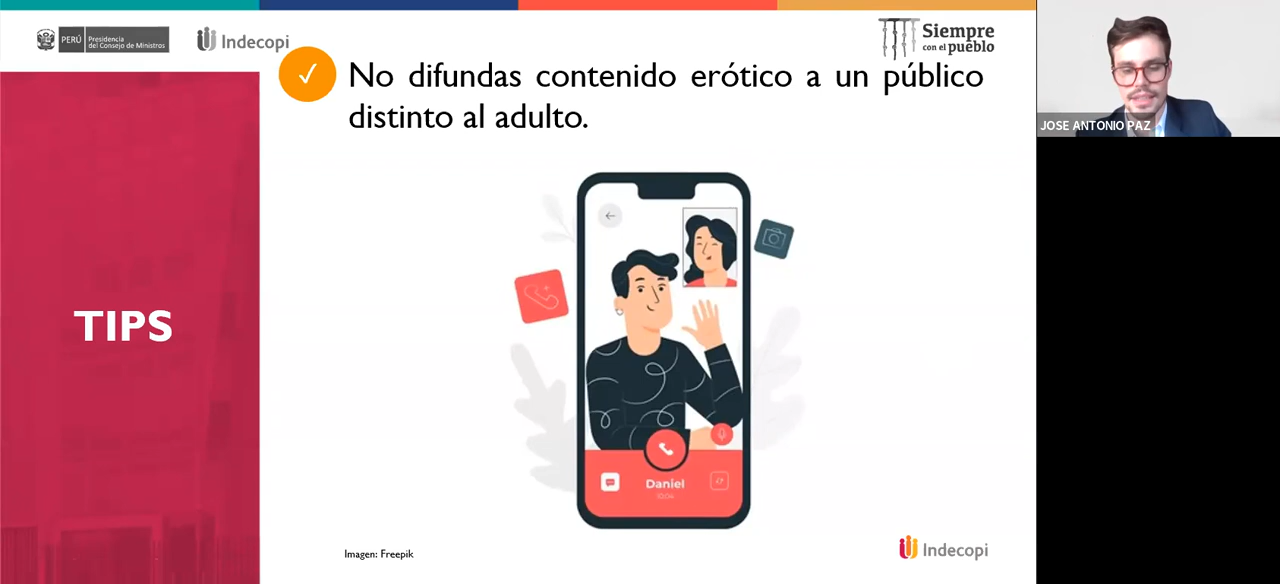 PERÚ
Presidencia
del Consejo de Ministros
Indecopi
Siempre
con el pueblo
No difundas contenido erótico a un público
distinto al adulto.
JOSE ANTONIO PAZ
TIPS
Daniel
Imagen: Freepik
Indecopi